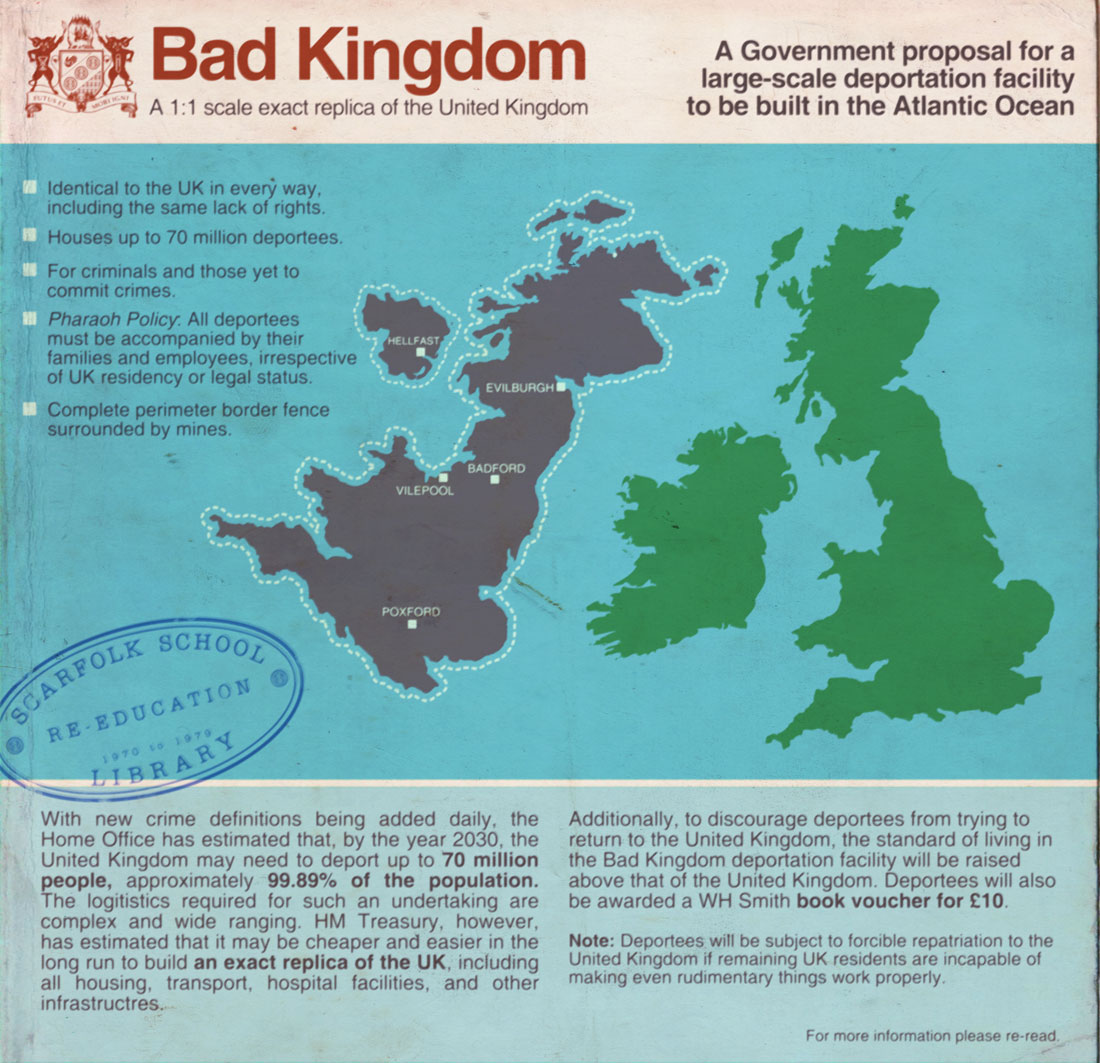 Bad Kingdom
A 1:1 scale exact replica of the United Kingdom
A Government proposal for a
large-scale deportation facility
to be built in the Atlantic Ocean
Identical to the UK in every way,
including the same lack of rights.
Houses up to 70 million deportees.
For criminals and those yet to
commit crimes.
Pharaoh Policy: All deportees
must be accompanied by their
families and employees, irrespective
of UK residency or legal status.
Complete perimeter border fence
surrounded by mines.
HELLFAST
EVILBURGH
BADFORD
VILEPOOL
POXFORD
SCARFOLK SCHOOL
RE-EDUCATION
1970 to 1979
LIBRARY
With new crime definitions being added daily, the
Home Office has estimated that, by the year 2030, the
United Kingdom may need to deport up to 70 million
people, approximately 99.89% of the population.
The logitistics required for such an undertaking are
complex and wide ranging. HM Treasury, however,
has estimated that it may be cheaper and easier in the
long run to build an exact replica of the UK, including
all housing, transport, hospital facilities, and other
infrastructres.
Additionally, to discourage deportees from trying to
return to the United Kingdom, the standard of living in
the Bad Kingdom deportation facility will be raised
above that of the United Kingdom. Deportees will also
be awarded a WH Smith book voucher for £10.
Note: Deportees will be subject to forcible repatriation to the
United Kingdom if remaining UK residents are incapable of
making even rudimentary things work properly.
For more information please re-read.